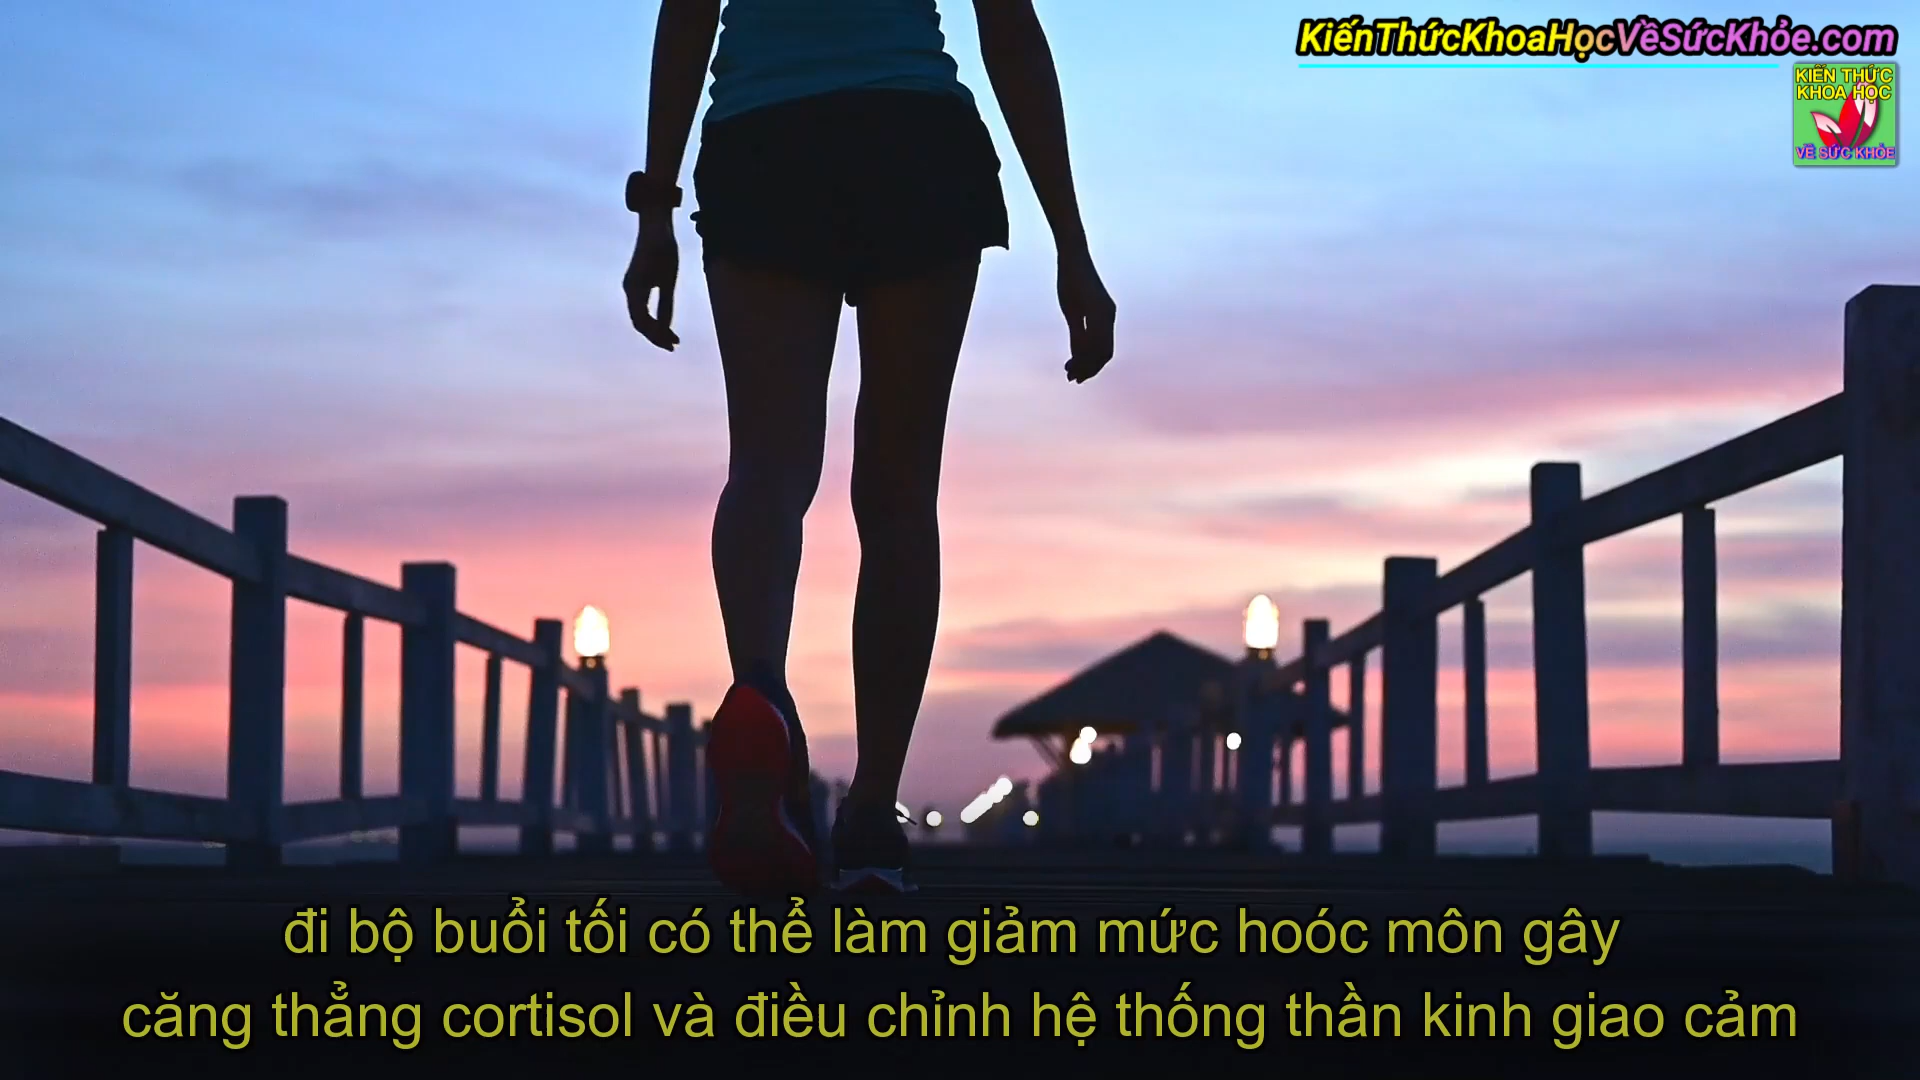 KiếnThứcKhoaHọcVềSứcKhỏe.com
KIẾN THỨC
KHOA HỌC
VỀ SỨC KHỎE
đi bộ buổi tối có thể làm giảm mức hoóc môn gây
căng thẳng cortisol và điều chỉnh hệ thống thần kinh giao cảm